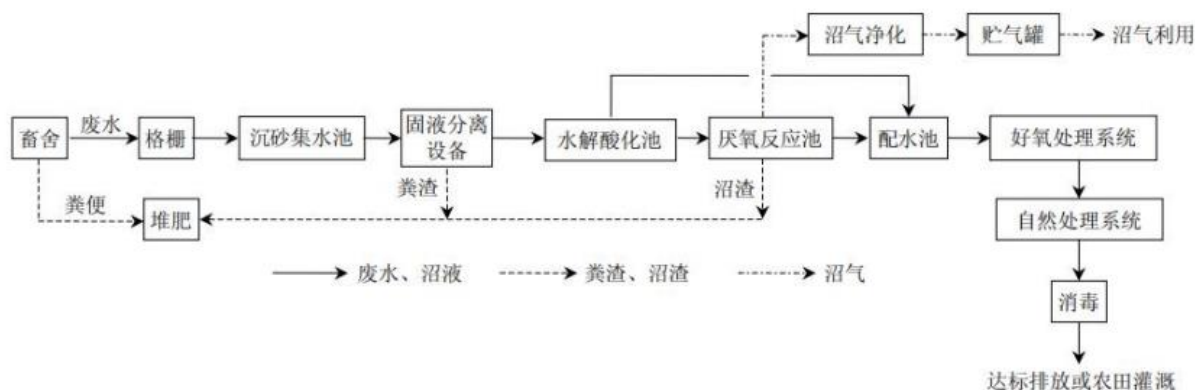 沼气净化
贮气罐
沼气利用
畜舍
废水
格栅
沉砂集水池
固液分离
设备
水解酸化池
厌氧反应池
配水池
好氧处理系统
粪便
堆肥
粪渣
沼渣
自然处理系统
废水、沼液
粪渣、沼渣
沼气
消毒
达标排放或农田灌溉